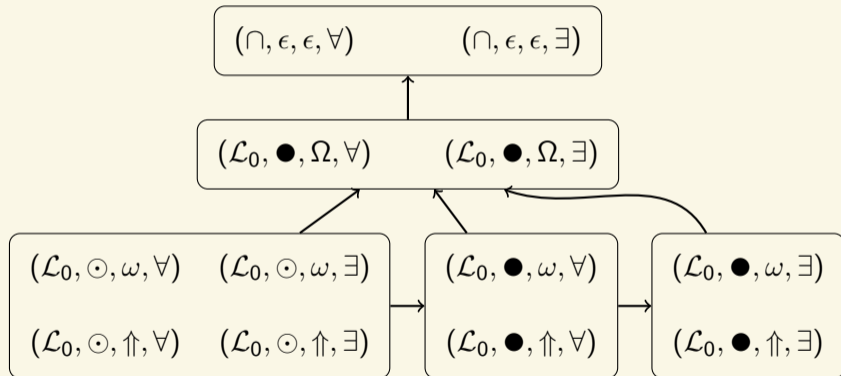 (∩, ϵ, ϵ, ∀) (∩, ϵ, ϵ, ∃)
(ℒ₀, ●, Ω, ∀) (ℒ₀, ●, Ω, ∃)
(ℒ₀, ⊙, ω, ∀) (ℒ₀, ⊙, ω, ∃) (ℒ₀, ●, ω, ∀) (ℒ₀, ●, ω, ∃)
(ℒ₀, ⊙, ⇑, ∀) (ℒ₀, ⊙, ⇑, ∃) (ℒ₀, ●, ⇑, ∀) (ℒ₀, ●, ⇑, ∃)